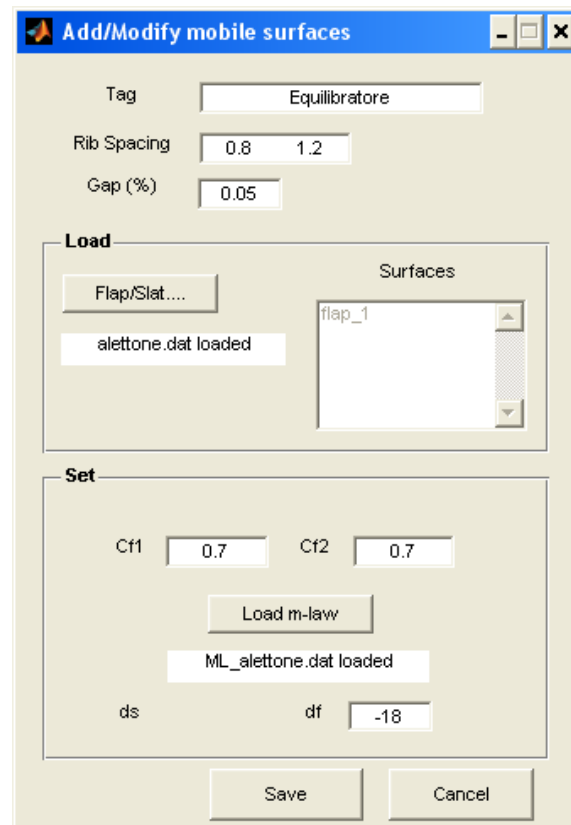 Add/Modify mobile surfaces
Tag Equilibratore
Rib Spacing 0.8 1.2
Gap (%) 0.05
Load
Surfaces
Flap/Slat....
flap_1
alettone.dat loaded
Set
Cf1 0.7 Cf2 0.7
Load m-law
ML_alettone.dat loaded
ds df -18
Save Cancel